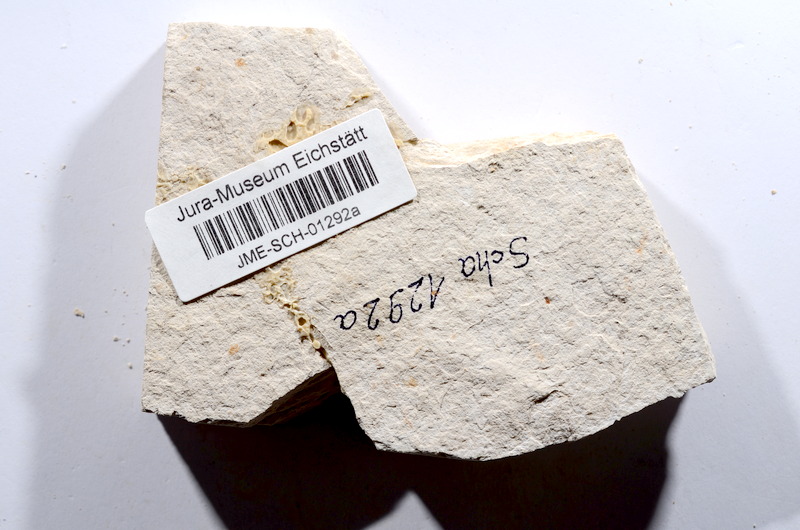 Jura-Museum Eichstätt
JME-SCH-01292a
Scha 1292a